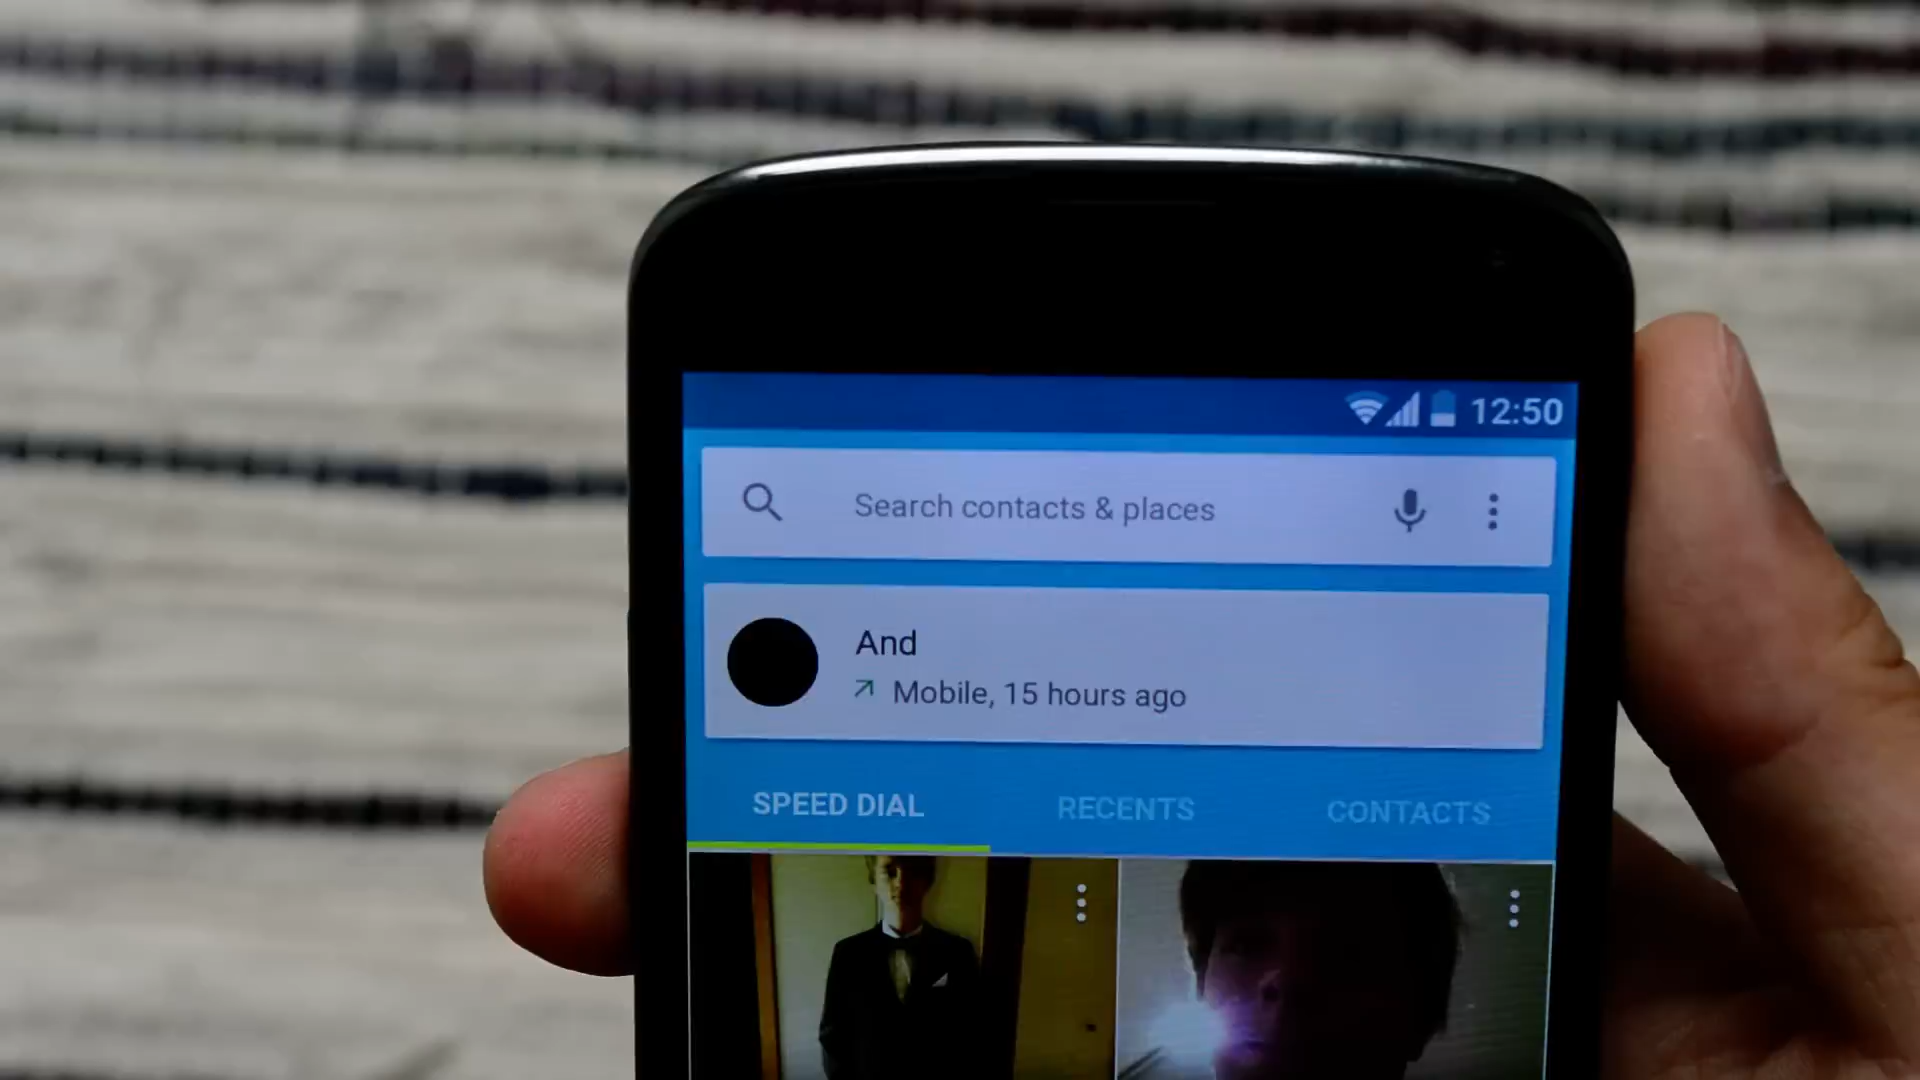 12:50
Search contacts & places
And
Mobile, 15 hours ago
SPEED DIAL
RECENTS
CONTACTS